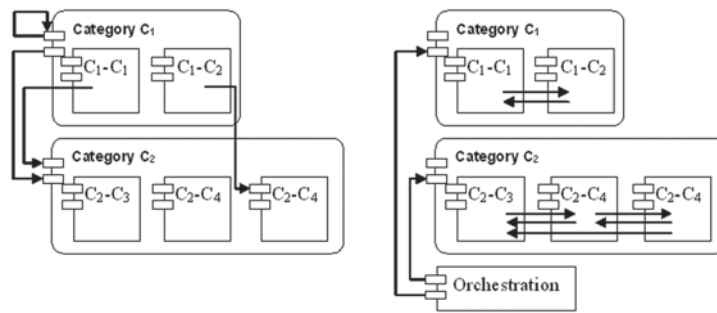 Category C₁
C₁-C₁
C₁-C₂
Category C₂
C₂-C₃
C₂-C₄
C₂-C₄
Category C₁
C₁-C₁
C₁-C₂
Category C₂
C₂-C₃
C₂-C₄
C₂-C₄
Orchestration